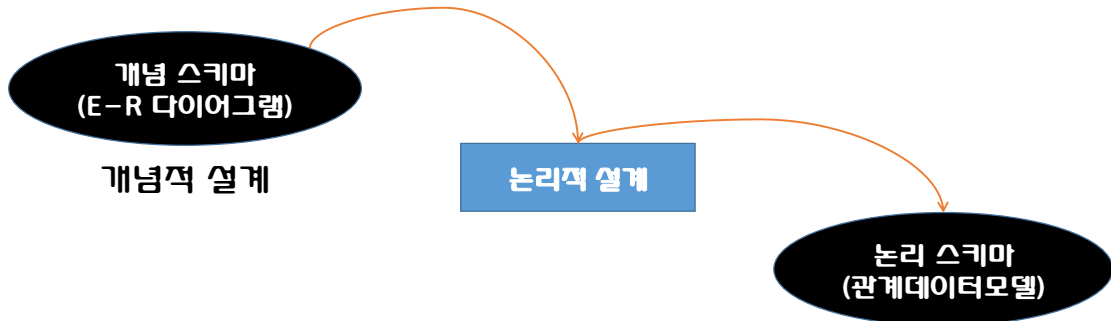 개념 스키마
(E-R 다이어그램)
개념적 설계
논리적 설계
논리 스키마
(관계데이터모델)